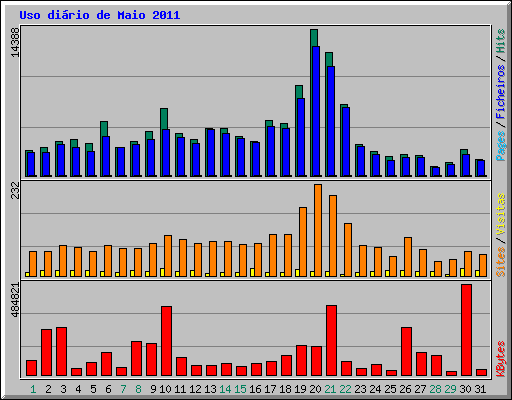 Uso diário de Maio 2011
14388
Pages / Ficheiros / Hits
232
Sites / Visitas
484821
KBytes
1 2 3 4 5 6 7 8 9 10 11 12 13 14 15 16 17 18 19 20 21 22 23 24 25 26 27 28 29 30 31